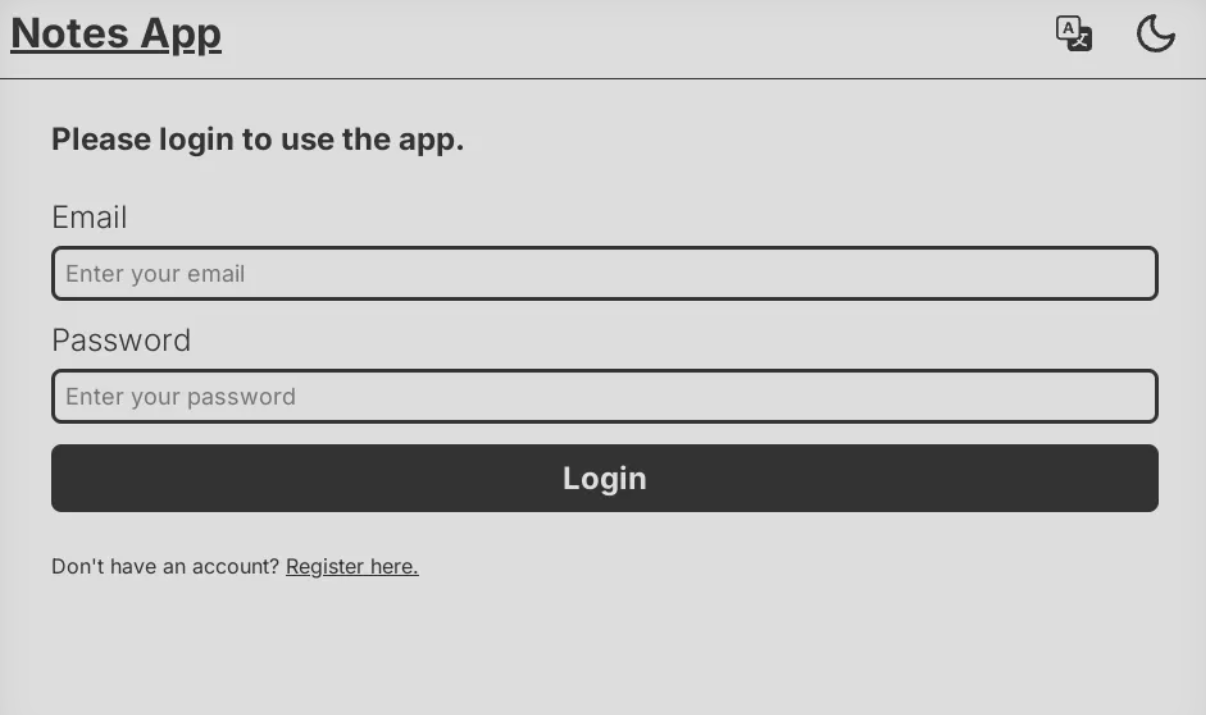 Notes App
A 文
Please login to use the app.
Email
Enter your email
Password
Enter your password
Login
Don't have an account? Register here.